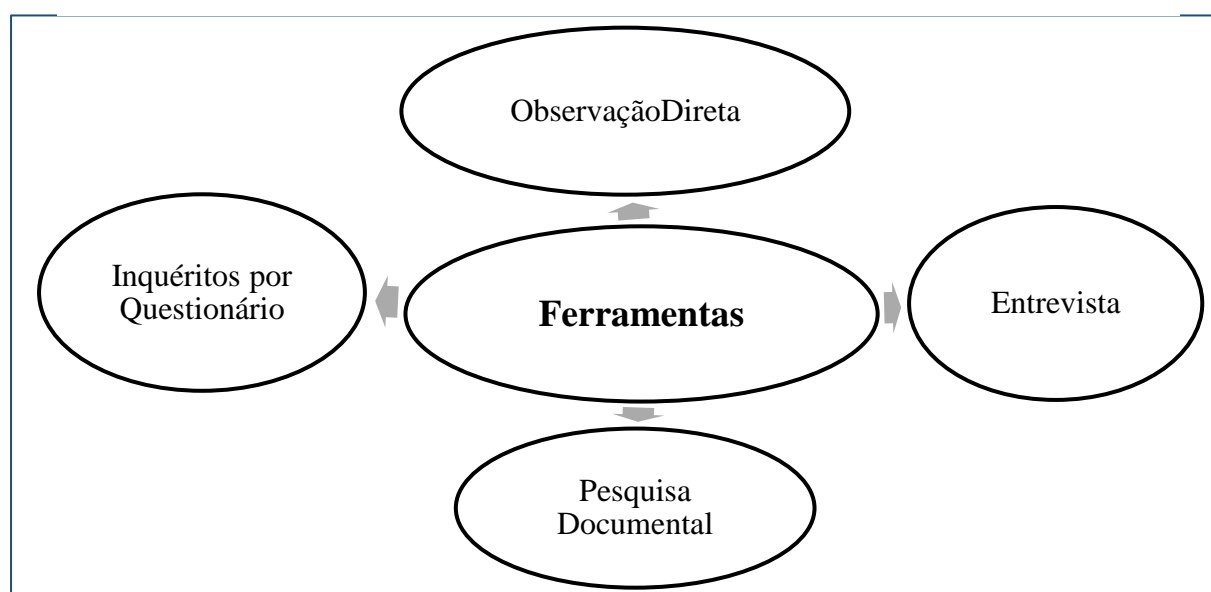 ObservaçãoDireta
Inquéritos por
Questionário
Ferramentas
Entrevista
Pesquisa
Documental